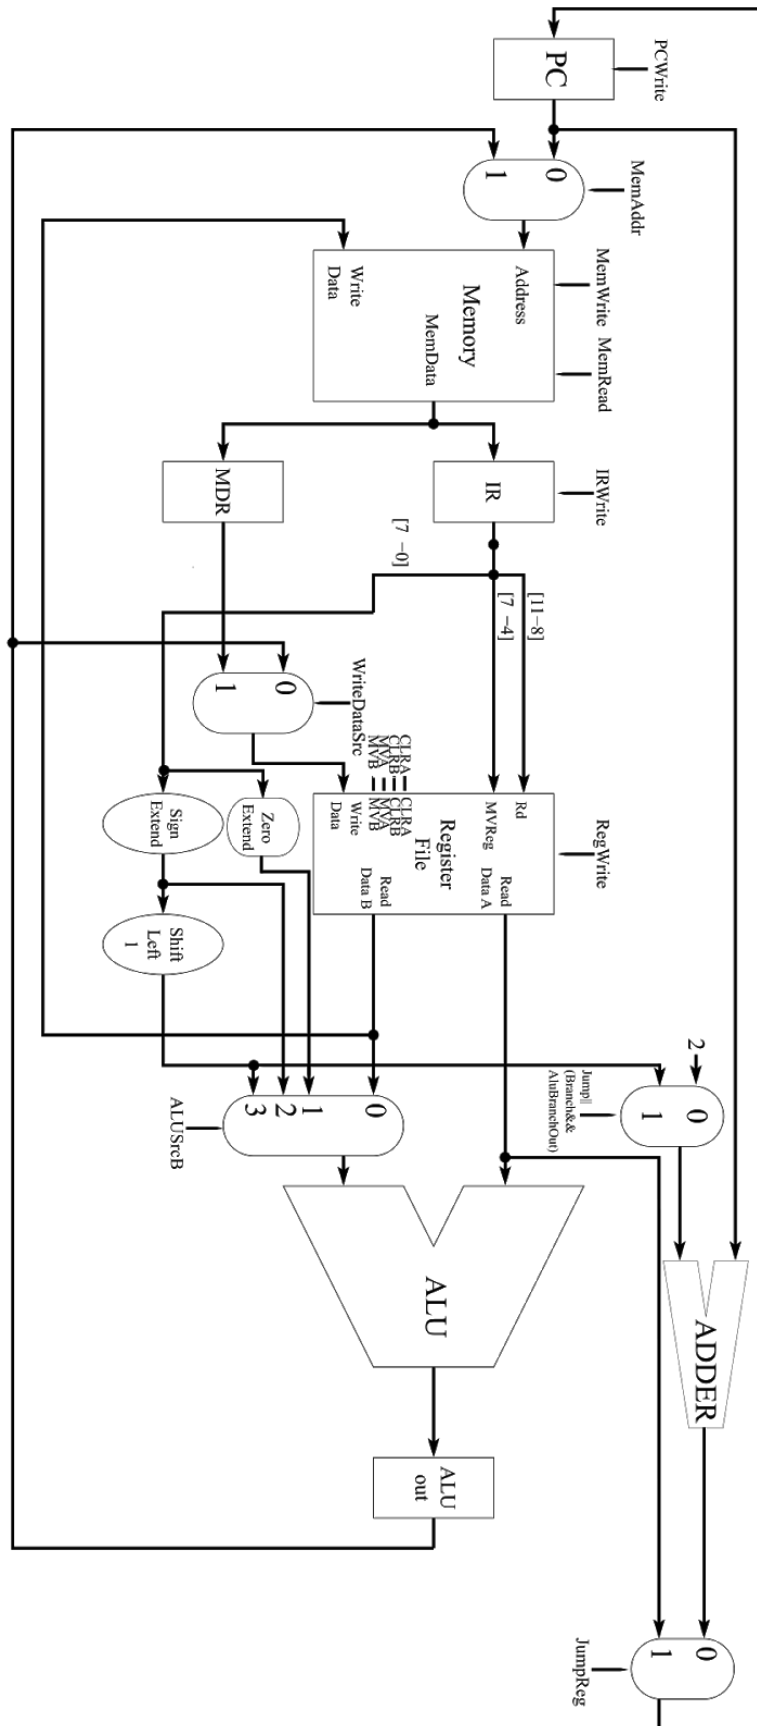 PC
PCWrite
0
1
MemAddr
Address
Write
Data
Memory
MemData
MemWrite
MemRead
IR
IRWrite
MDR
[7 −0]
[11−8]
[7 −4]
0
1
WriteDataSrc
CLRA
CLRB
MVA
MVB
CLRA
CLRB
MVA
MVB
Rd
MVReg
Write
Data
Register
File
Read
Data A
Read
Data B
RegWrite
Zero
Extend
Sign
Extend
Shift
Left
1
2
0
1
Jump||
(Branch&&
AluBranchOut)
0
1
2
3
ALUSrcB
ALU
ADDER
ALU
out
0
1
JumpReg